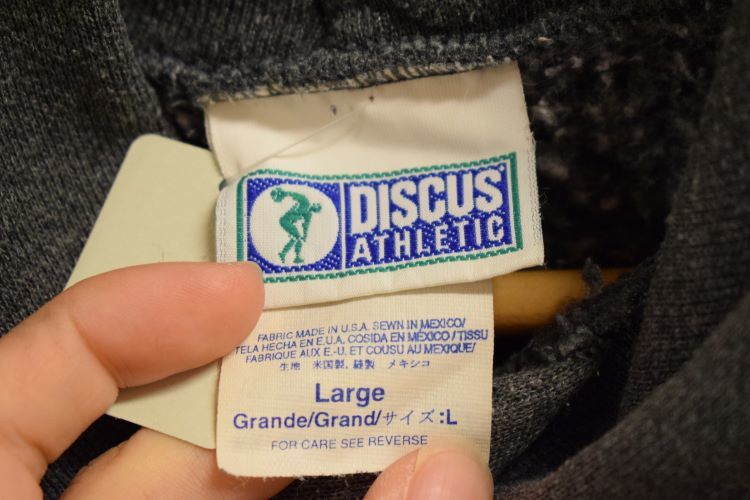 DISCUS
ATHLETIC
FABRIC MADE IN U.S.A. SEWN IN MEXICO/
TELA HECHA EN E.U.A. COSIDA EN MÉXICO / TISSU
FABRIQUE AUX E.-U. ET COUSU AU MEXIQUE/
生地 米国製, 縫製 メキシコ
Large
Grande/Grand/サイズ:L
FOR CARE SEE REVERSE